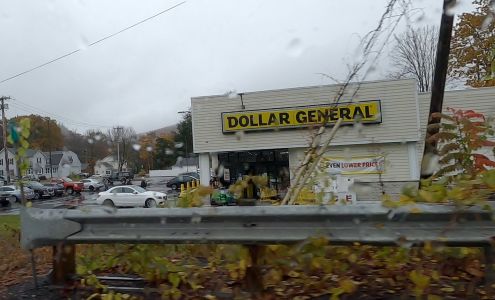 DOLLAR GENERAL
EVEN LOWER PRICES